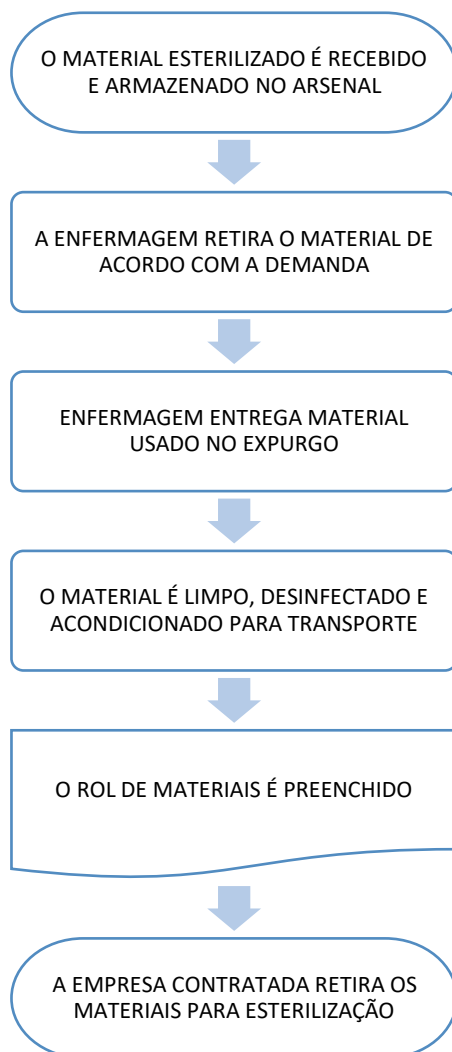 O MATERIAL ESTERILIZADO É RECEBIDO
E ARMAZENADO NO ARSENAL
A ENFERMAGEM RETIRA O MATERIAL DE
ACORDO COM A DEMANDA
ENFERMAGEM ENTREGA MATERIAL
USADO NO EXPURGO
O MATERIAL É LIMPO, DESINFECTADO E
ACONDICIONADO PARA TRANSPORTE
O ROL DE MATERIAIS É PREENCHIDO
A EMPRESA CONTRATADA RETIRA OS
MATERIAIS PARA ESTERILIZAÇÃO